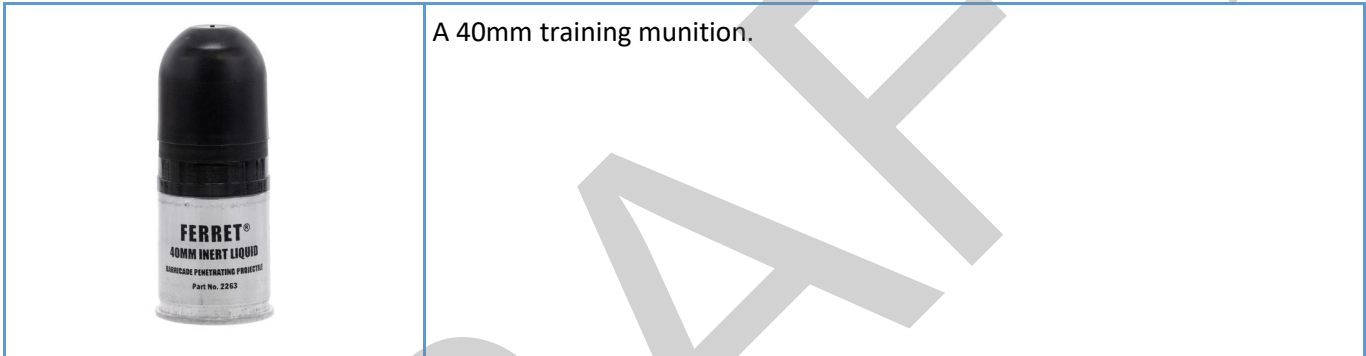 A 40mm training munition.
FERRET®
40MM INERT LIQUID
BARRICADE PENETRATING PROJECTILE
Part No. 2263